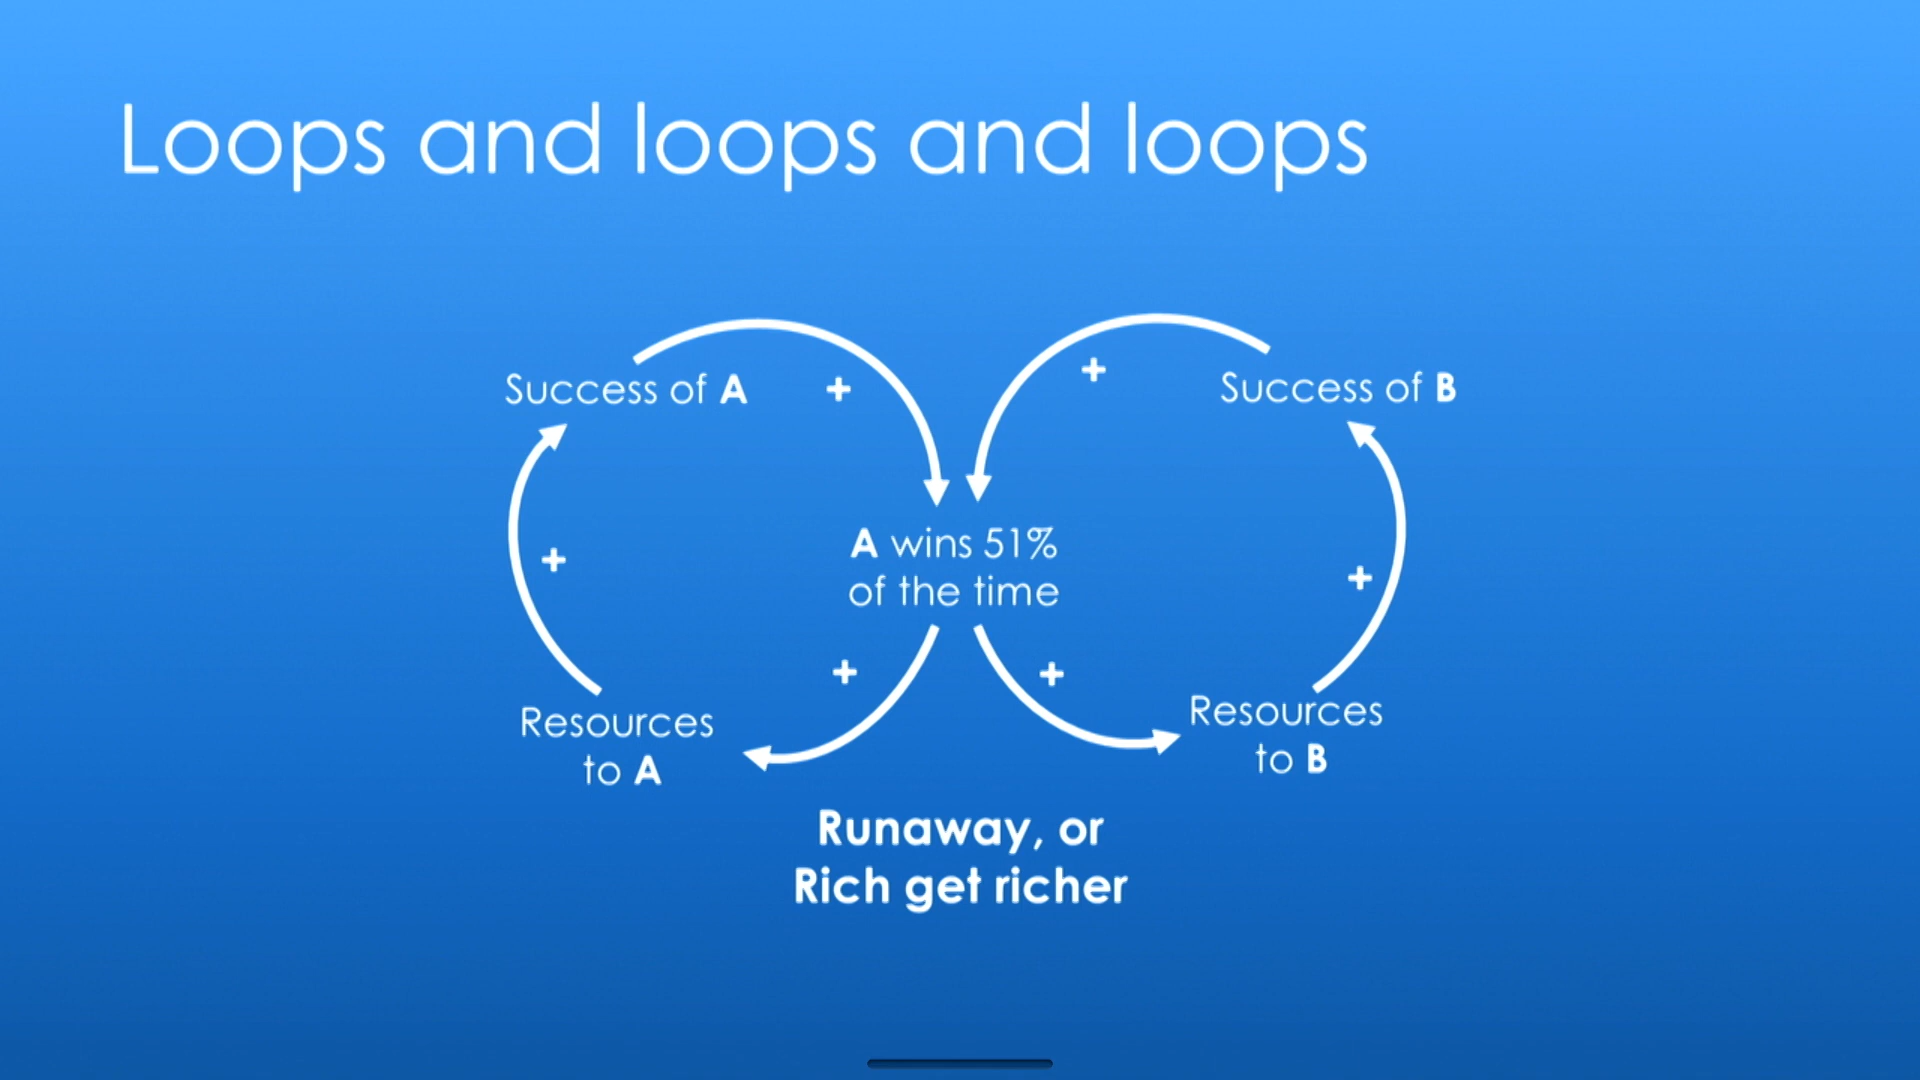 Loops and loops and loops
Success of A
+
+
Success of B
+
A wins 51%
of the time
+
+
+
Resources
to A
Resources
to B
Runaway, or
Rich get richer